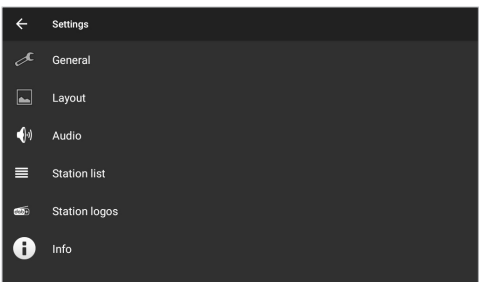 Settings
General
Layout
Audio
Station list
Station logos
Info